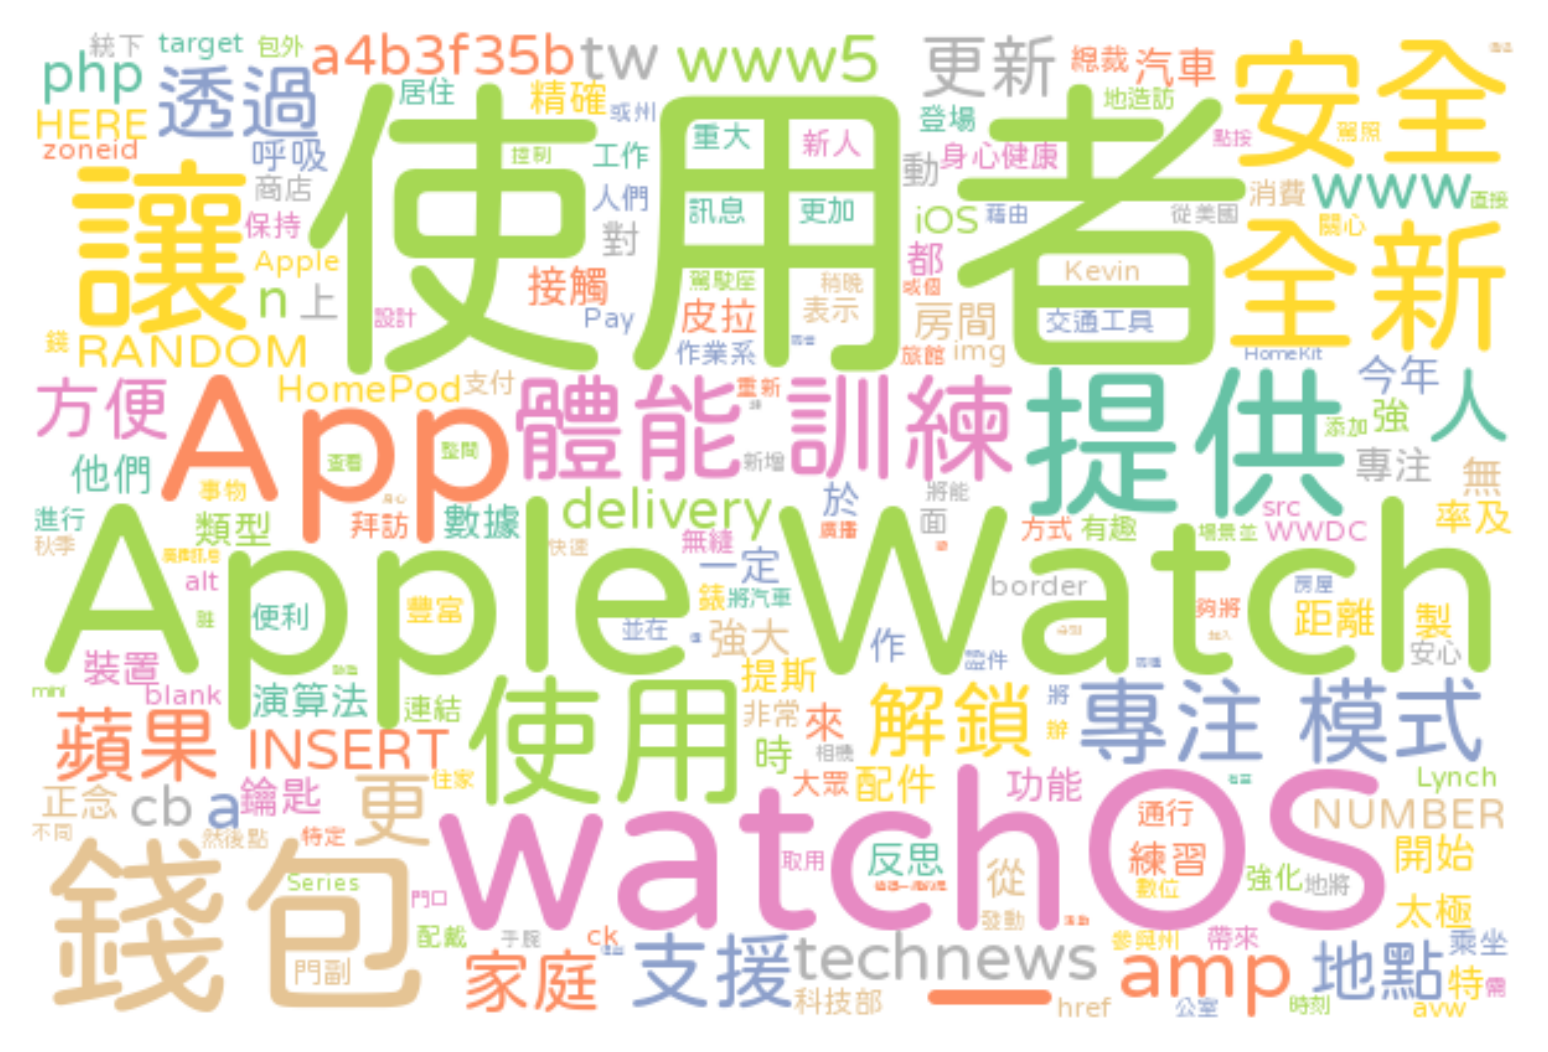 統下 target 包外 a4b3f35b tw www5 更新 總裁 汽車 安全
php 透過 居住 精確 或州 登場 地造訪
HERE 使用者 重大 新人 點按 駕照
zoneid 呼吸 控制 工作 動 身心健康
讓 商店 人們 消費 www 直接
保持 對 訊息 更加 iOS 藉由 從美國 關心
Apple 接觸 駕駛座 稍晚 都 Kevin 全新
n 上 設計 Pay 皮拉 表示 或個 房間 交通工具
錢 RANDOM 作業系 旅館 img HomeKit
方便 App HomePod 支付 體能 訓練 重新 提供 今年 人
添加 強
他們 查看 整間 新增 專注 無
事物 身心 delivery 於 將能 src
進行 類型 拜訪 數據 面 廣播 方式 有趣 場景並 WWDC 率及
秋季 快速 無縫 一定
Apple Watch
alt border 房屋
誰 便利 豐富 錶 將汽車 夠將 距離 製
並在 強大 作 證件 安心
裝置 提斯
mini blank 演算法 連結 使用 非常 來 解鎖 將 專注 模式
蘋果 INSERT 時 相機 辦
正念 cb a 鑰匙 更 住家 大眾 配件 功能 Lynch
不同 然後點 特定 watchOS 通行 NUMBER
錢包 取用 反思 練習 開始
Series 門口 從 數位 強化 地將
配戴 手腕 ck 發動 太極
門副 家庭 支援 technews 參與州 帶來 乘坐
科技部 _ amp 地點 特 需
href 公室 時刻 avw